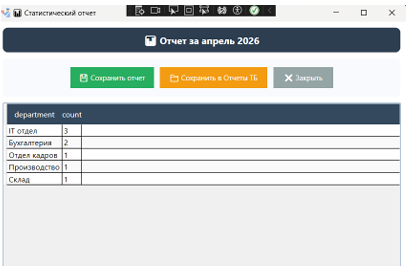 Статистический отчет
Отчет за апрель 2026
Сохранить отчет
Сохранить в Отчеты ТБ
Закрыть
department count
IT отдел 3
Бухгалтерия 2
Отдел кадров 1
Производство 1
Склад 1